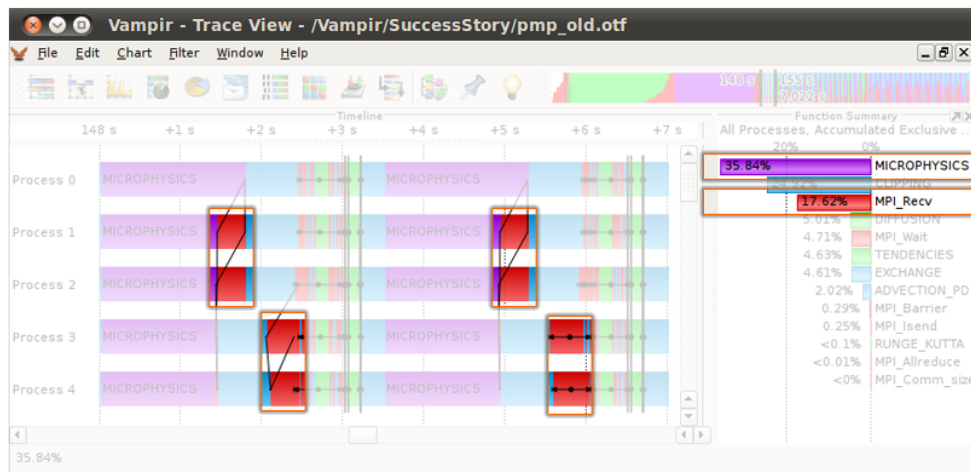 Vampir - Trace View - /Vampir/SuccessStory/pmp_old.otf
File Edit Chart Filter Window Help
148 s 155 s
7.022 s
Timeline
148 s +1 s +2 s +3 s +4 s +5 s +6 s +7 s
Function Summary
All Processes, Accumulated Exclusive ...
20% 0%
Process 0 MICROPHYSICS MICROPHYSICS
Process 1 MICROPHYSICS MICROPHYSICS
Process 2 MICROPHYSICS MICROPHYSICS
Process 3 MICROPHYSICS MICROPHYSICS
Process 4 MICROPHYSICS MICROPHYSICS
35.84% MICROPHYSICS
24.92% CLIPPING
17.62% MPI_Recv
5.01% DIFFUSION
4.71% MPI_Wait
4.63% TENDENCIES
4.61% EXCHANGE
2.02% ADVECTION_PD
0.29% MPI_Barrier
0.25% MPI_Isend
<0.1% RUNGE_KUTTA
<0.01% MPI_Allreduce
<0% MPI_Comm_size
35.84%